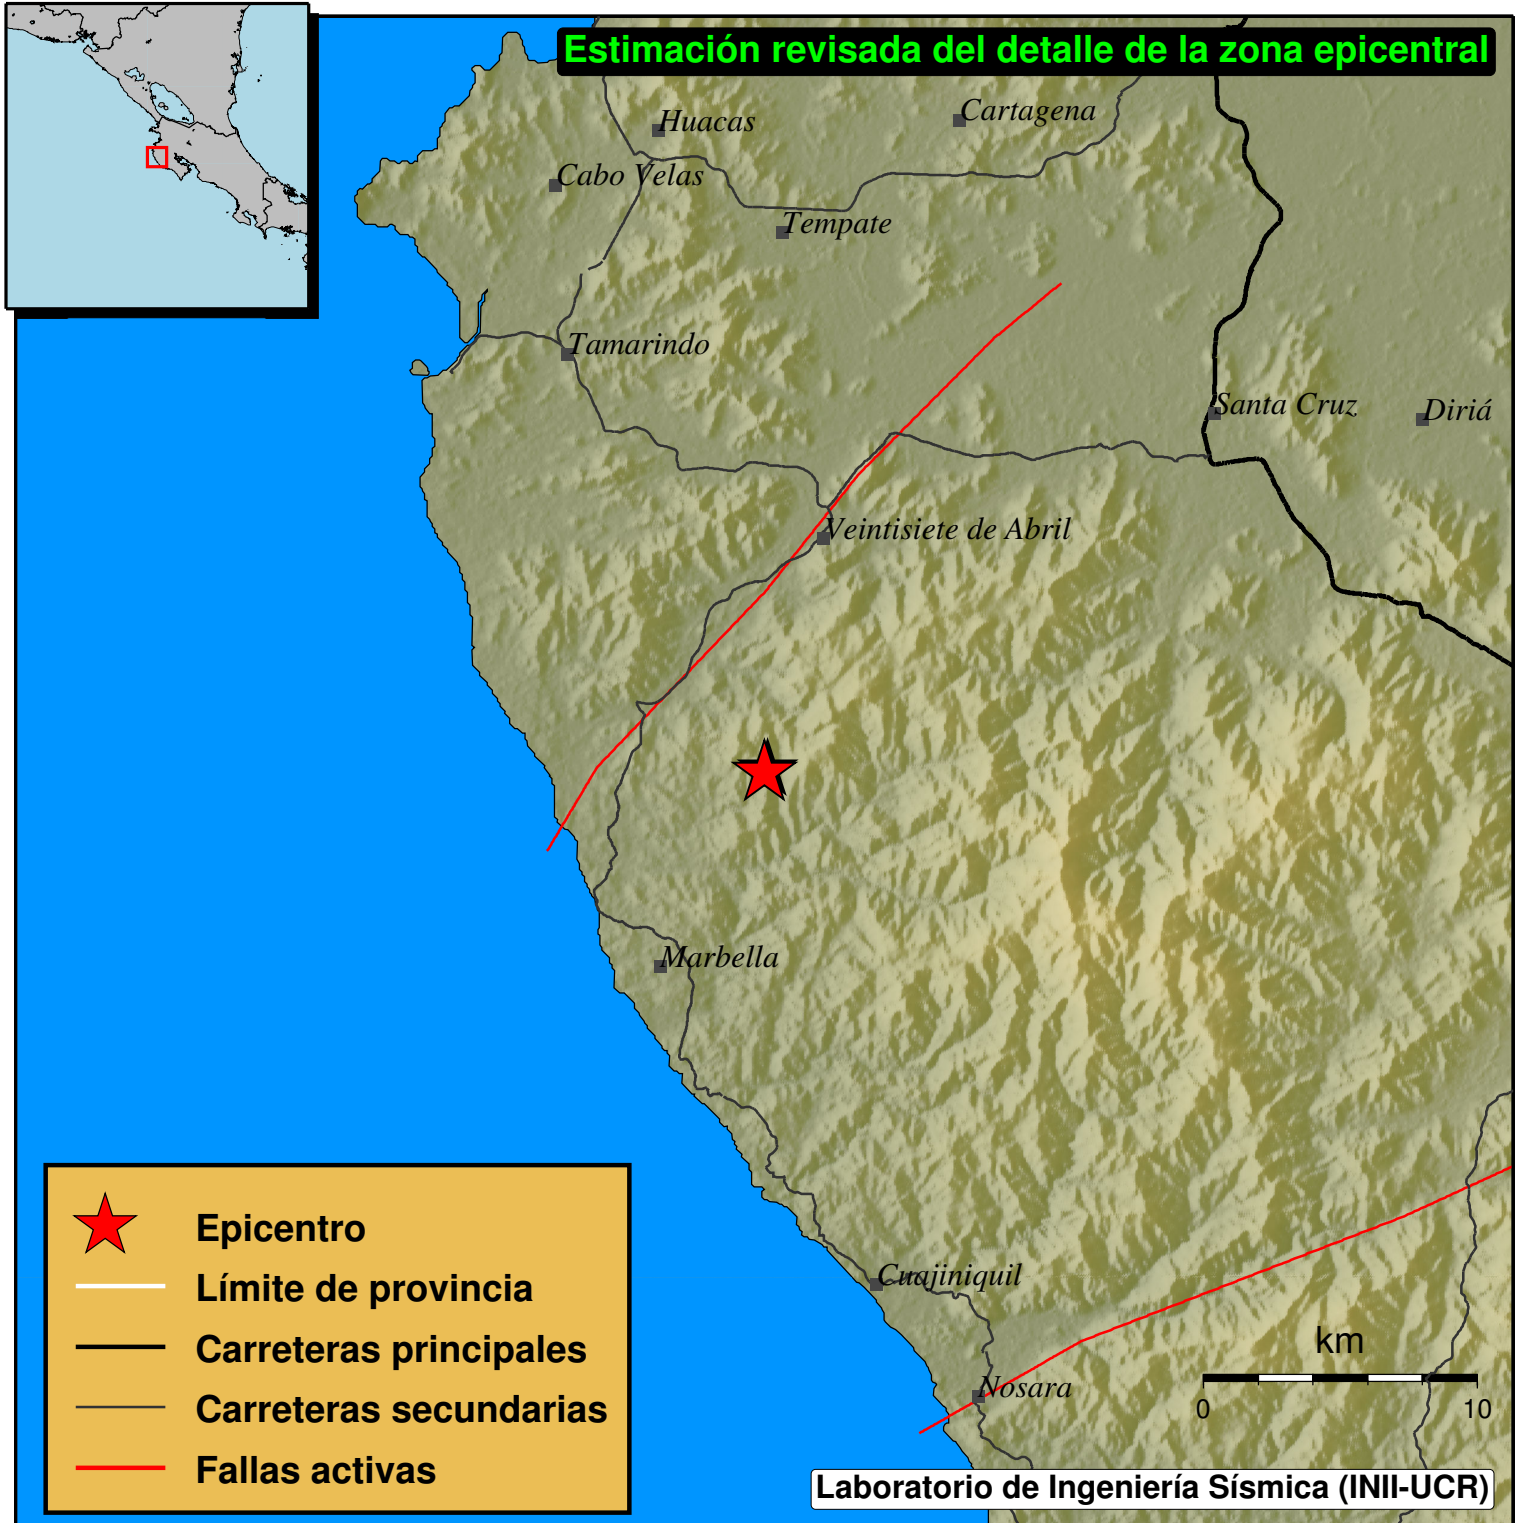 Estimación revisada del detalle de la zona epicentral
Cartagena
Huacas
Cabo Velas
Tempate
Tamarindo
Santa Cruz
Diriá
Veintisiete de Abril
Marbella
Cuajiniquil
Nosara
km
0 10
Epicentro
Límite de provincia
Carreteras principales
Carreteras secundarias
Fallas activas
Laboratorio de Ingeniería Sísmica (INII-UCR)